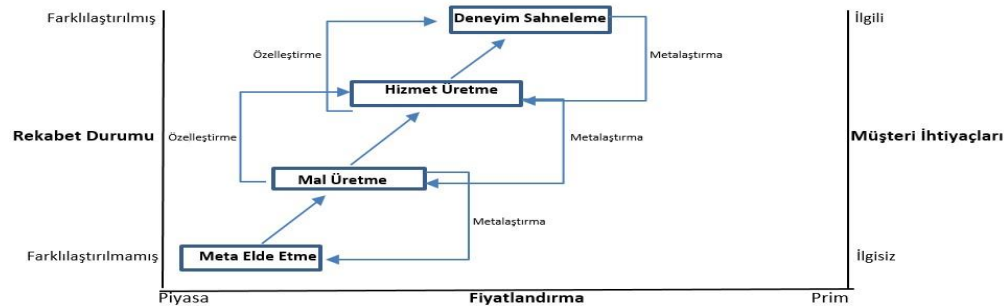 Farklılaştırılmış
Deneyim Sahneleme
İlgili
Özelleştirme
Metalaştırma
Hizmet Üretme
Rekabet Durumu
Özelleştirme
Metalaştırma
Müşteri İhtiyaçları
Mal Üretme
Metalaştırma
Farklılaştırılmamış
Meta Elde Etme
İlgisiz
Piyasa
Fiyatlandırma
Prim